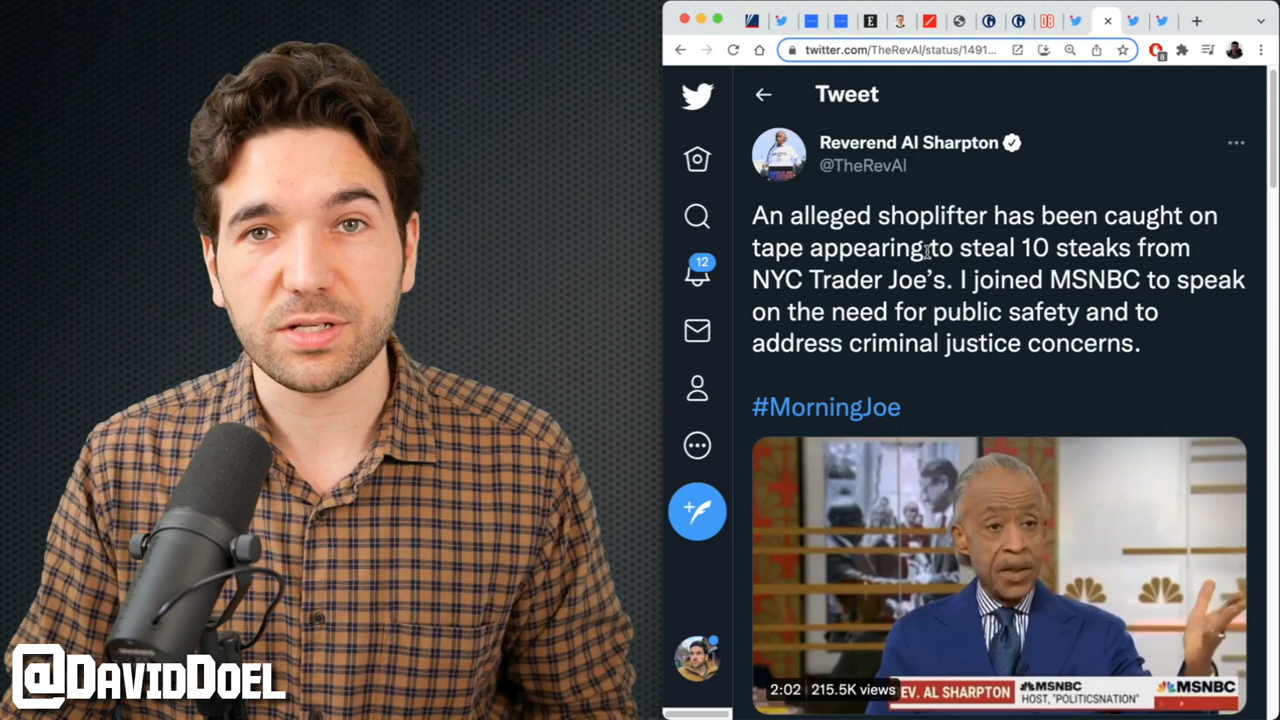 twitter.com/TheRevAl/status/1491...
8
Tweet
Reverend Al Sharpton
@TheRevAl
An alleged shoplifter has been caught on
tape appearing to steal 10 steaks from
NYC Trader Joe's. I joined MSNBC to speak
on the need for public safety and to
address criminal justice concerns.
#MorningJoe
12
2:02 215.5K views
EV. AL SHARPTON
MSNBC
HOST, "POLITICSNATION"
MSNBC
@DAVIDDOEL